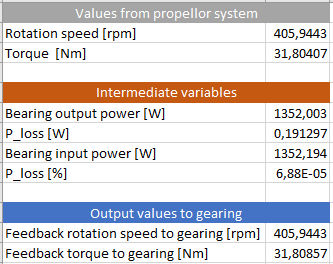 Values from propellor system
Rotation speed [rpm] 405,9443
Torque [Nm] 31,80407
Intermediate variables
Bearing output power [W] 1352,003
P_loss [W] 0,191297
Bearing input power [W] 1352,194
P_loss [%] 6,88E-05
Output values to gearing
Feedback rotation speed to gearing [rpm] 405,9443
Feedback torque to gearing [Nm] 31,80857